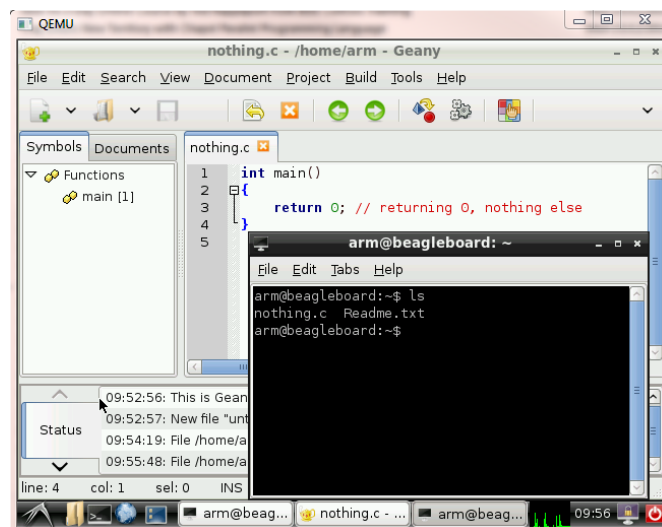 QEMU
nothing.c - /home/arm - Geany
File Edit Search View Document Project Build Tools Help
Symbols Documents
nothing.c
Functions
main [1]
1 int main()
2 {
3 return 0; // returning 0, nothing else
4 }
5
arm@beagleboard: ~
File Edit Tabs Help
arm@beagleboard:~$ ls
nothing.c Readme.txt
arm@beagleboard:~$
Status
09:52:56: This is Gean
09:52:57: New file "unt
09:54:19: File /home/a
09:55:48: File /home/a
line: 4 col: 1 sel: 0 INS
arm@beag... nothing.c - ... arm@beag... 09:56